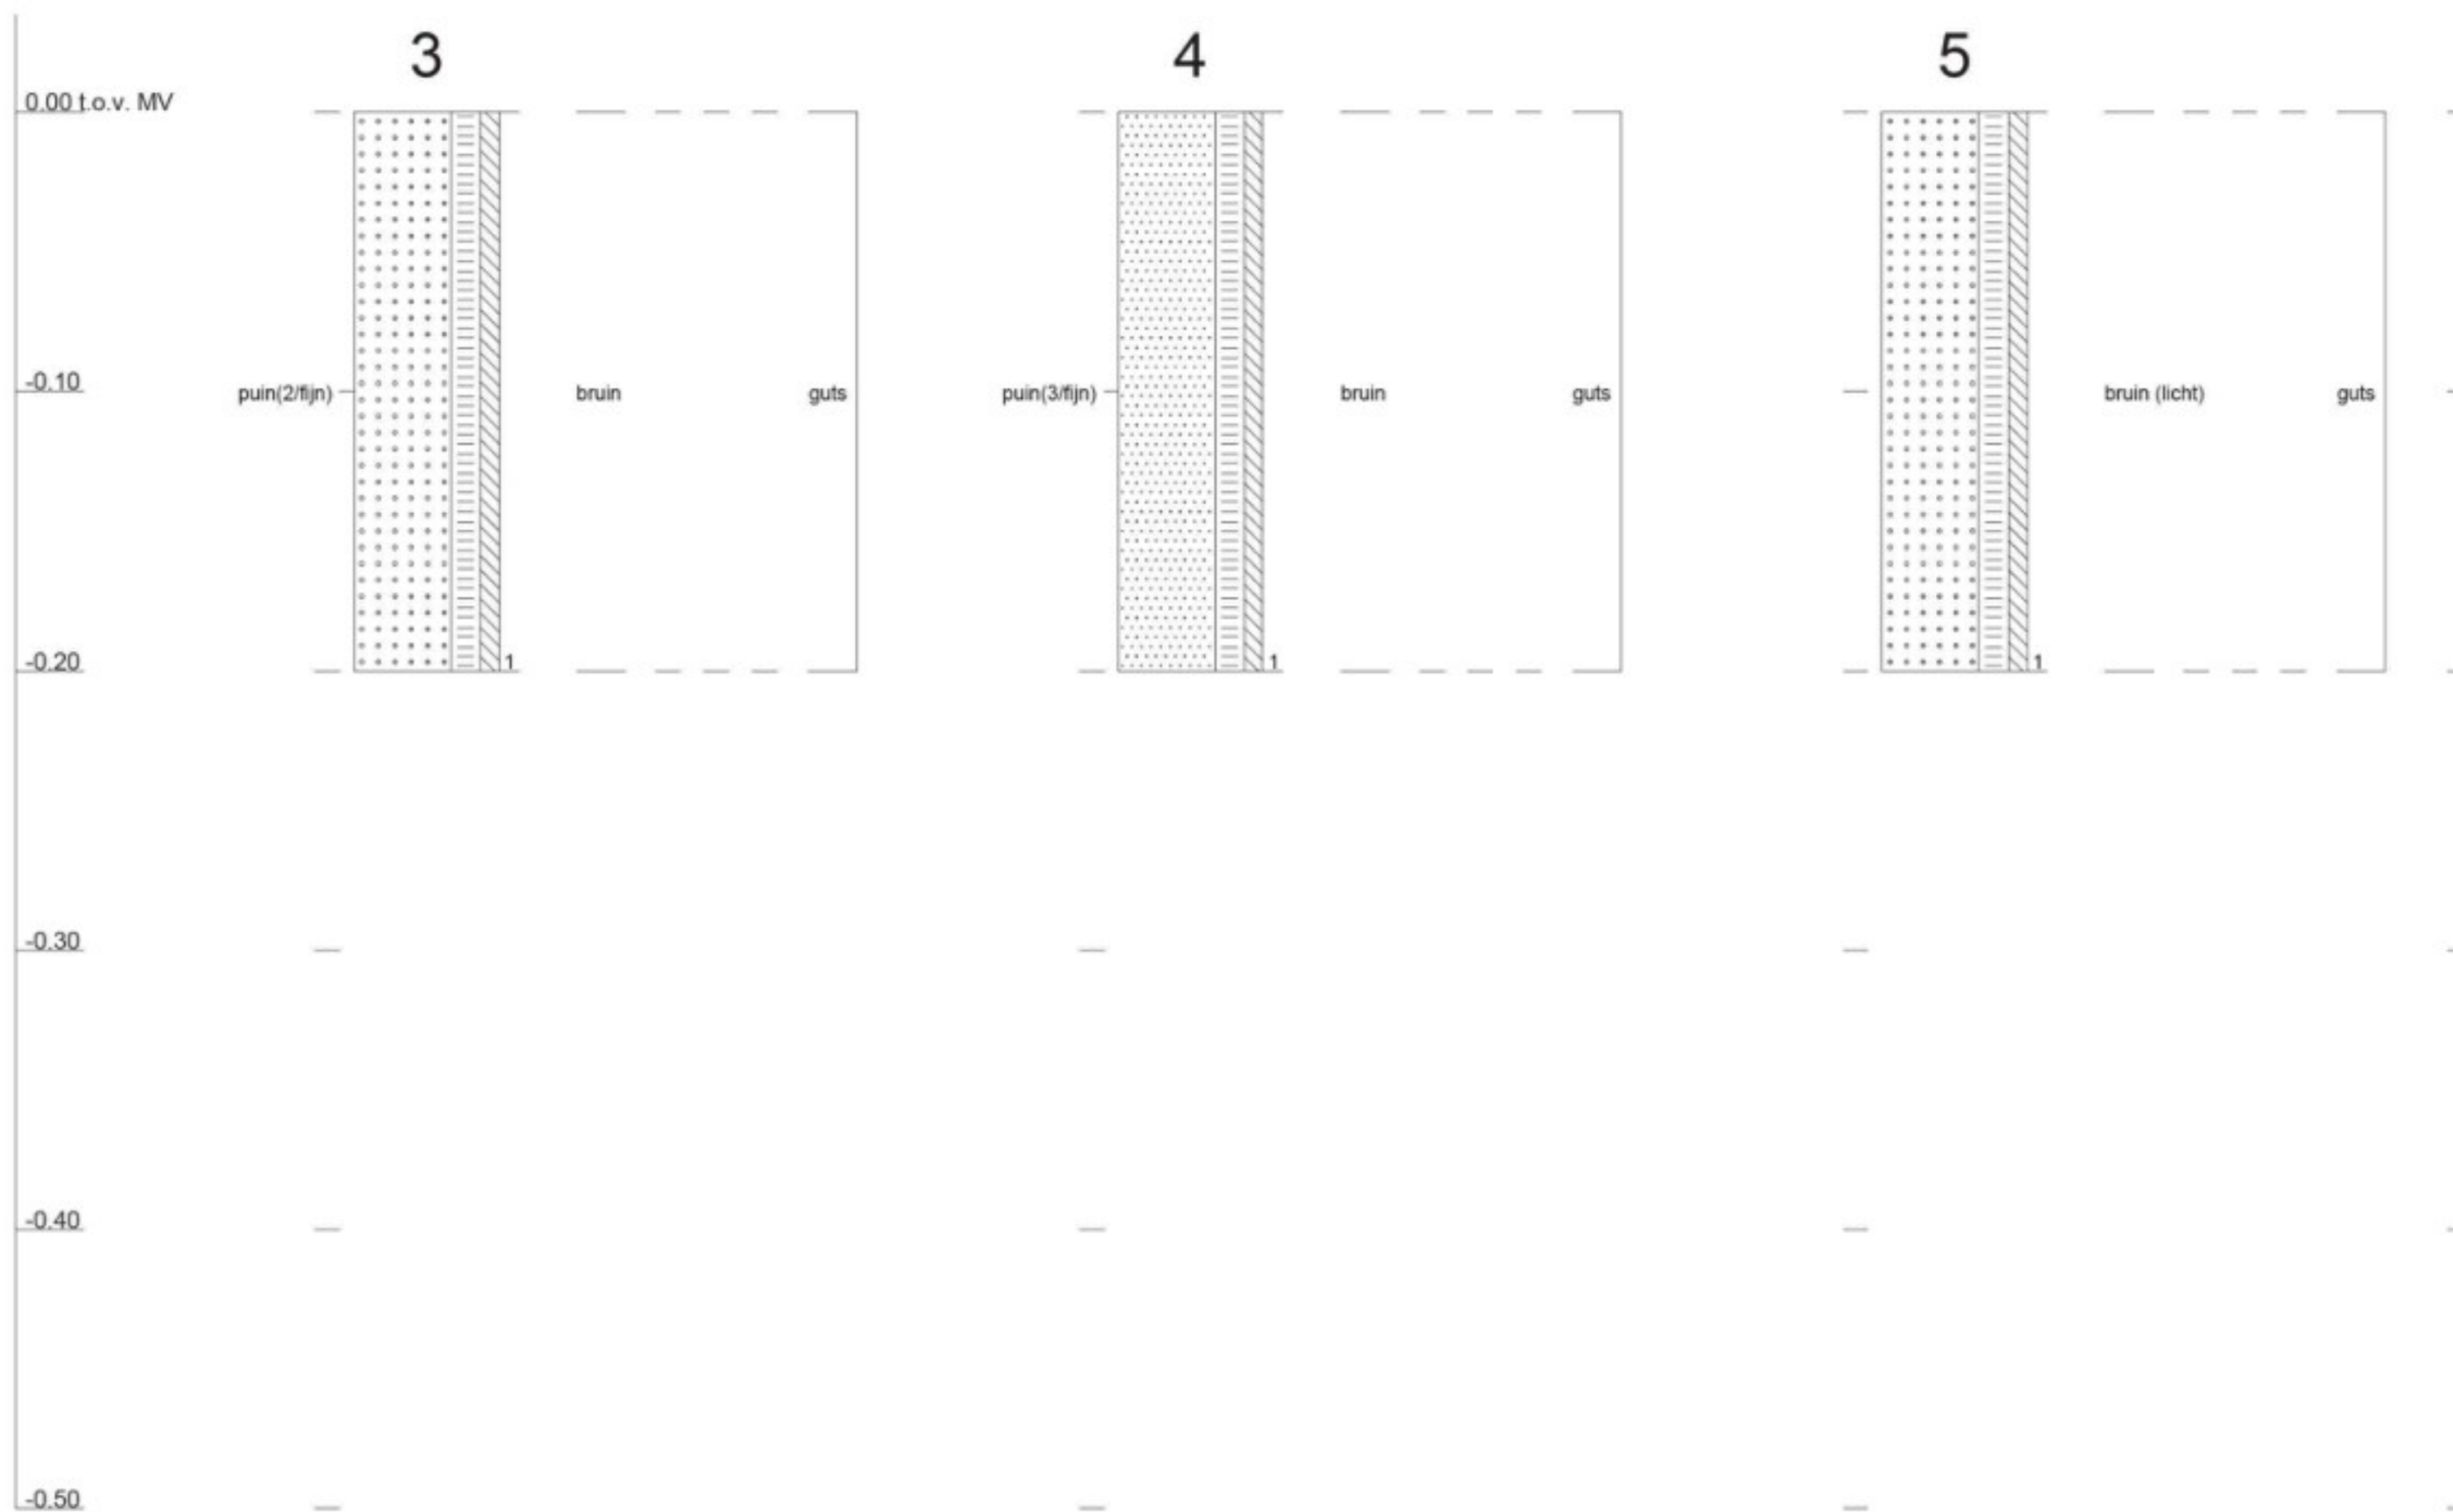 3 4 5
0.00 t.o.v. MV
-0.10 puin(2/fijn) bruin guts puin(3/fijn) bruin guts bruin (licht) guts
-0.20 1 1 1
-0.30
-0.40
-0.50